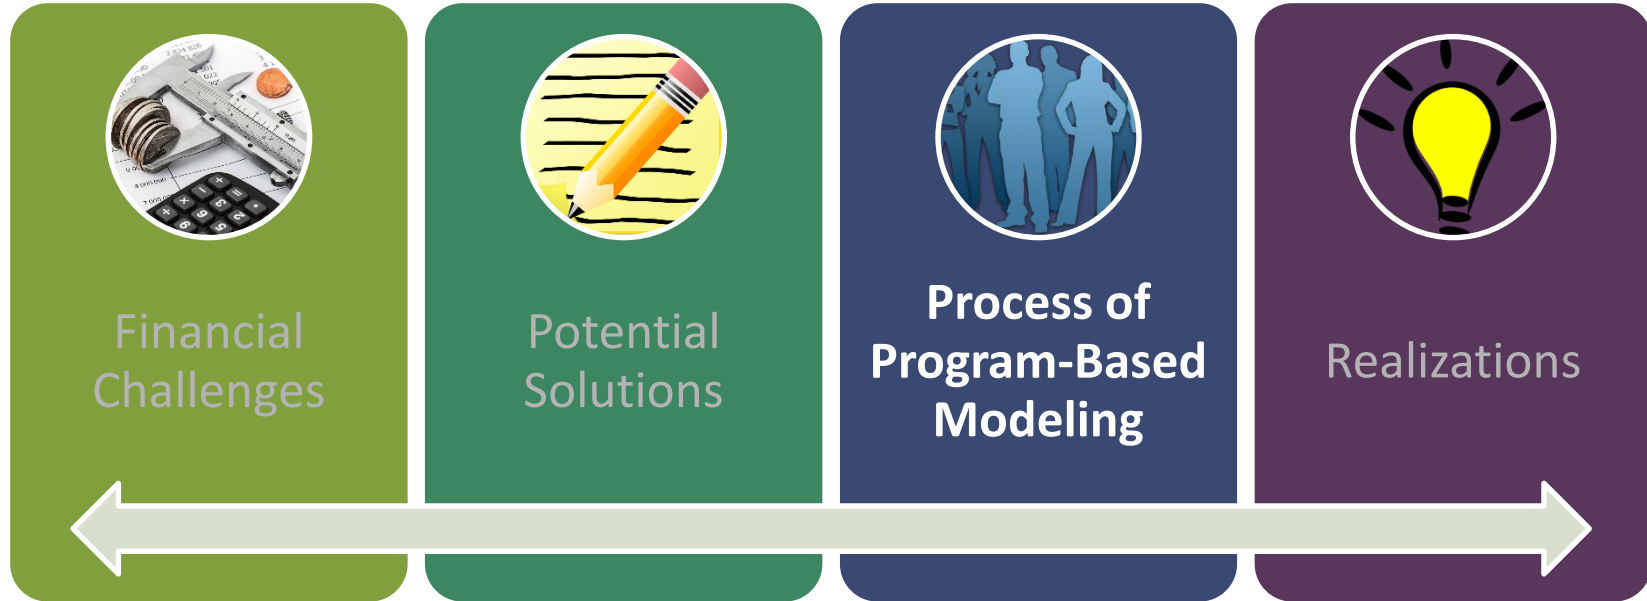 Financial
Challenges
Potential
Solutions
Process of
Program-Based
Modeling
Realizations